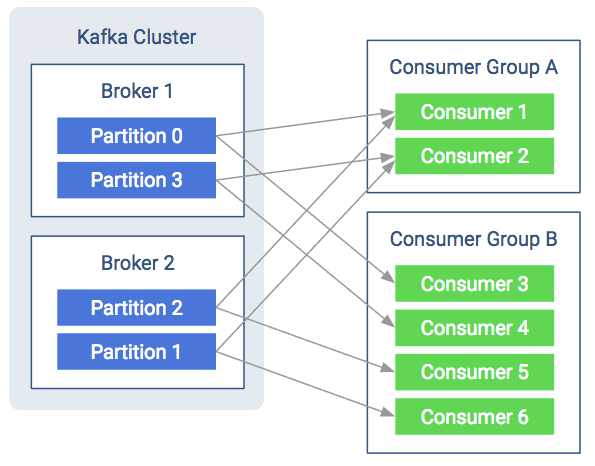 Kafka Cluster
Broker 1
Partition 0
Partition 3
Broker 2
Partition 2
Partition 1
Consumer Group A
Consumer 1
Consumer 2
Consumer Group B
Consumer 3
Consumer 4
Consumer 5
Consumer 6